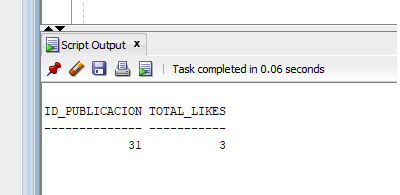 Script Output x
Task completed in 0.06 seconds
ID_PUBLICACION TOTAL_LIKES
-------------- -----------
31 3